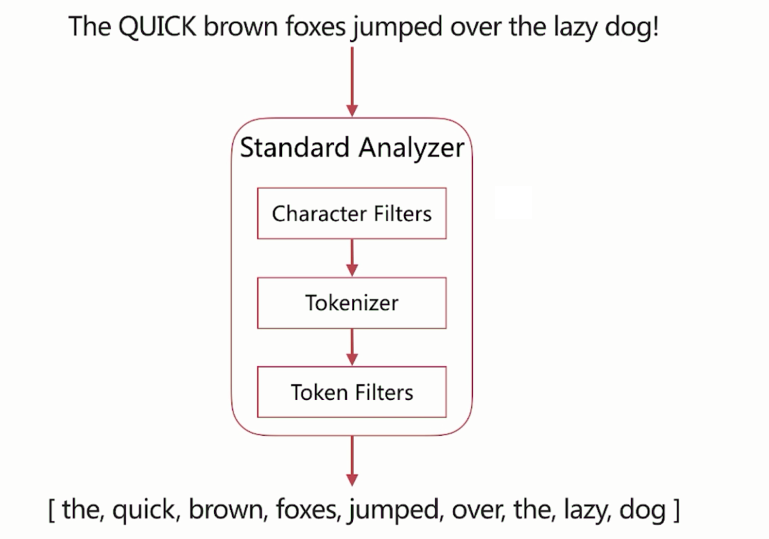 The QUICK brown foxes jumped over the lazy dog!
Standard Analyzer
Character Filters
Tokenizer
Token Filters
[ the, quick, brown, foxes, jumped, over, the, lazy, dog ]